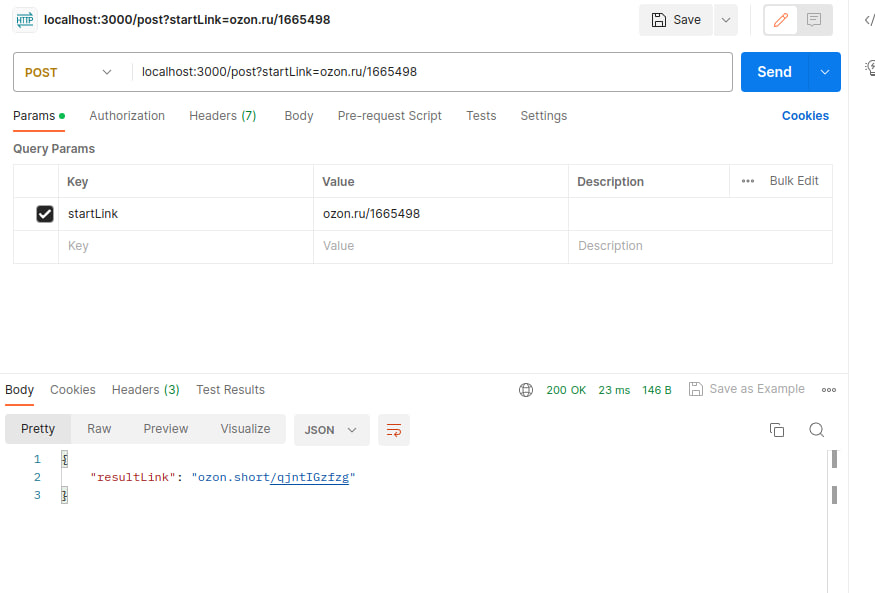 HTTP localhost:3000/post?startLink=ozon.ru/1665498 Save
POST localhost:3000/post?startLink=ozon.ru/1665498 Send
Params Authorization Headers (7) Body Pre-request Script Tests Settings Cookies
Query Params
Key Value Description Bulk Edit
startLink ozon.ru/1665498
Key Value Description
Body Cookies Headers (3) Test Results 200 OK 23 ms 146 B Save as Example
Pretty Raw Preview Visualize JSON
1 {
2 "resultLink": "ozon.short/qjntIGzfzg"
3 }